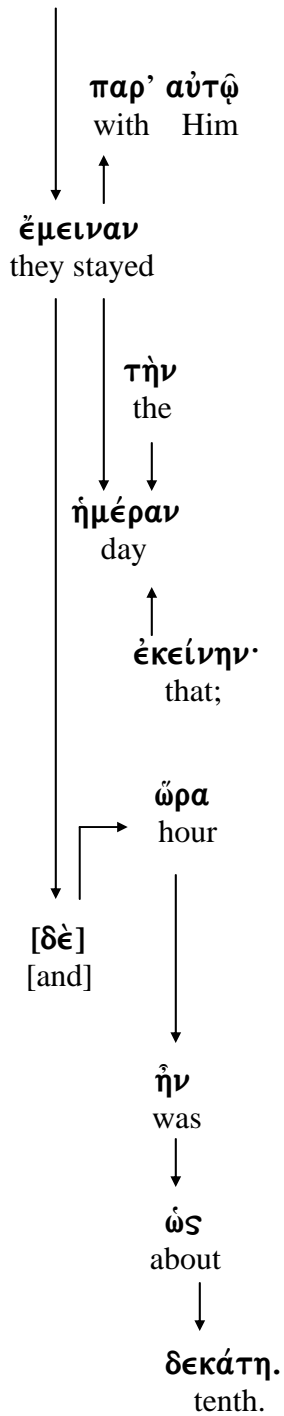 παρ’ αὐτῷ
with Him
ἔμειναν
they stayed
τὴν
the
ἡμέραν
day
ἐκείνην·
that;
ὥρα
hour
[δὲ]
[and]
ἦν
was
ὡς
about
δεκάτη.
tenth.